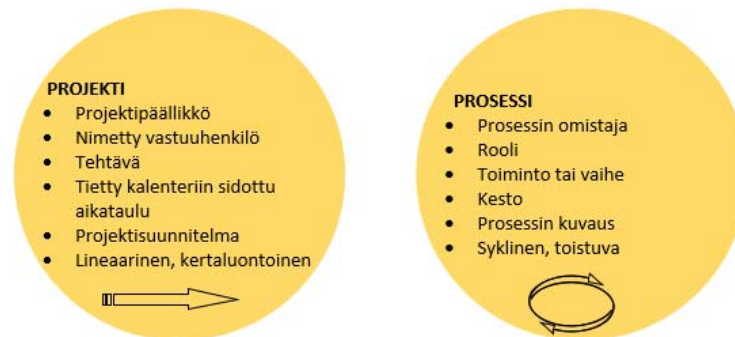 PROJEKTI
• Projektipäällikkö
• Nimetty vastuuhenkilö
• Tehtävä
• Tietty kalenteriin sidottu
aikataulu
• Projektisuunnitelma
• Lineaarinen, kertaluontoinen
PROSESSI
• Prosessin omistaja
• Rooli
• Toiminto tai vaihe
• Kesto
• Prosessin kuvaus
• Syklinen, toistuva